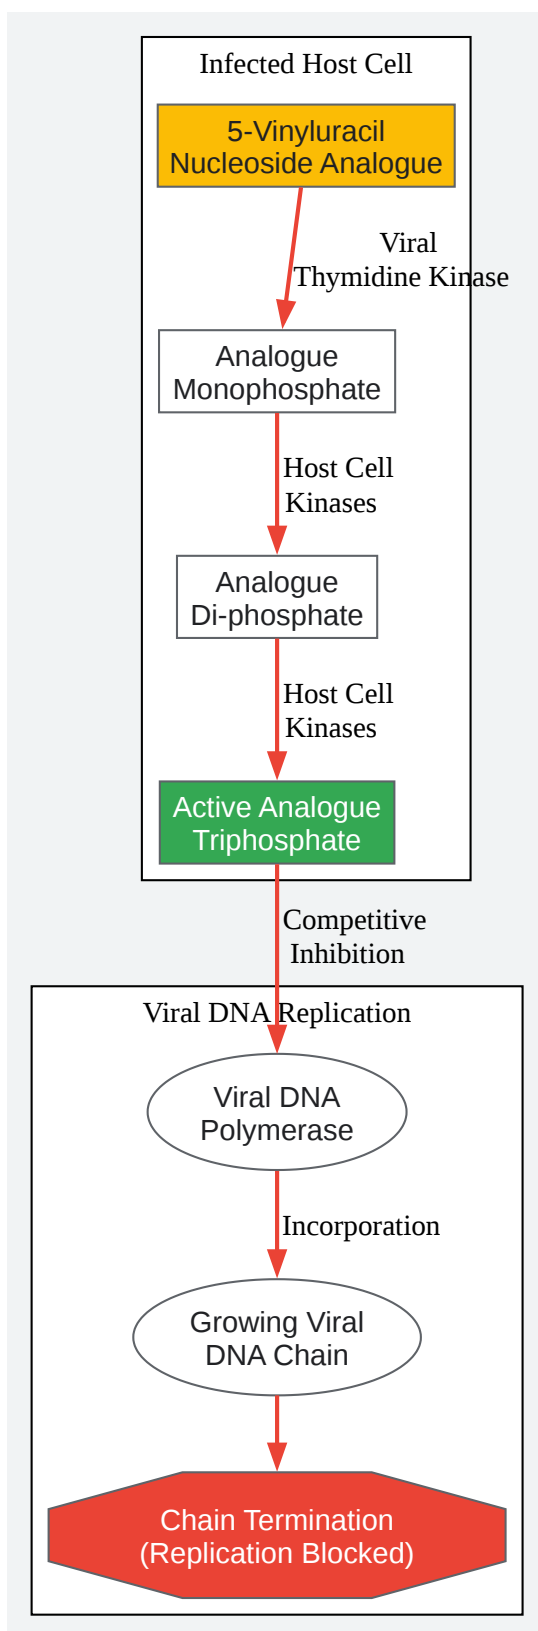 Infected Host Cell
5-Vinyluracil
Nucleoside Analogue
Viral
Thymidine Kinase
Analogue
Monophosphate
Host Cell
Kinases
Analogue
Di-phosphate
Host Cell
Kinases
Active Analogue
Triphosphate
Competitive
Inhibition
Viral DNA Replication
Viral DNA
Polymerase
Incorporation
Growing Viral
DNA Chain
Chain Termination
(Replication Blocked)